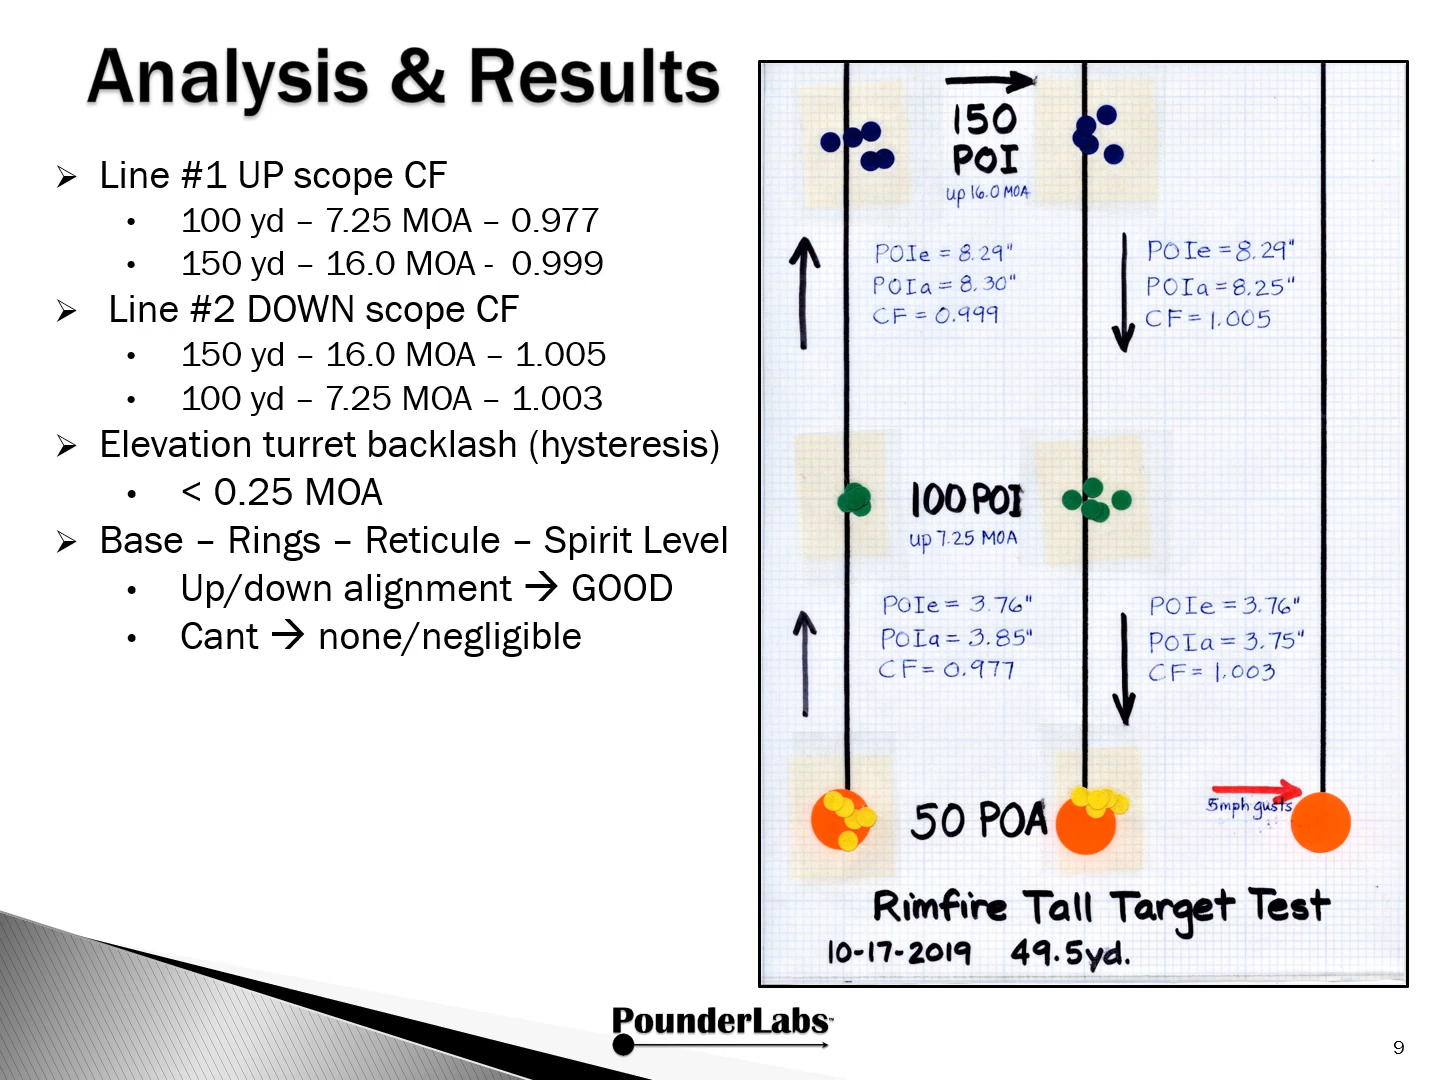 Analysis & Results
➢ Line #1 UP scope CF
• 100 yd – 7.25 MOA – 0.977
• 150 yd – 16.0 MOA - 0.999
➢ Line #2 DOWN scope CF
• 150 yd – 16.0 MOA – 1.005
• 100 yd – 7.25 MOA – 1.003
➢ Elevation turret backlash (hysteresis)
• < 0.25 MOA
➢ Base – Rings – Reticule – Spirit Level
• Up/down alignment → GOOD
• Cant → none/negligible
150
POI
up 16.0 MOA
POIe = 8.29"
POIa = 8.30"
CF = 0.999
POIe = 8.29"
POIa = 8.25"
CF = 1.005
100 POI
up 7.25 MOA
POIe = 3.76"
POIa = 3.85"
CF = 0.977
POIe = 3.76"
POIa = 3.75"
CF = 1.003
50 POA
5mph gusts
Rimfire Tall Target Test
10-17-2019 49.5yd.
PounderLabs™
9